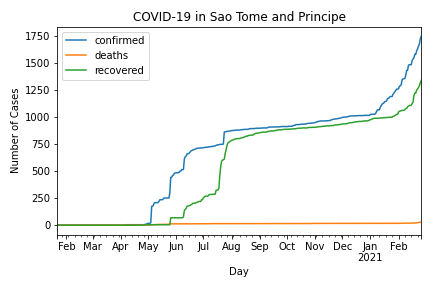 COVID-19 in Sao Tome and Principe
confirmed
deaths
recovered
Number of Cases
1750
1500
1250
1000
750
500
250
0
Feb Mar Apr May Jun Jul Aug Sep Oct Nov Dec Jan Feb
2021
Day